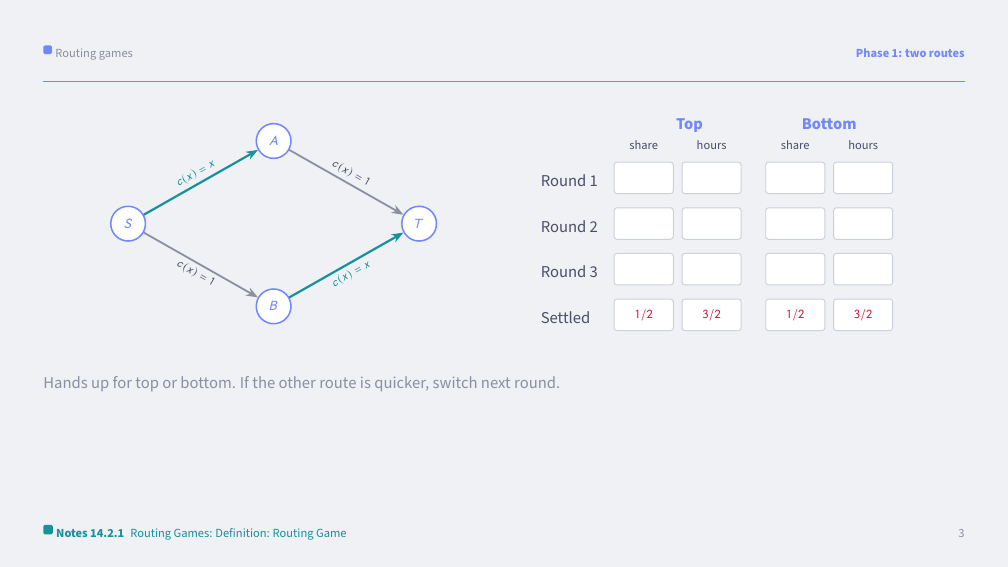 Routing games
Phase 1: two routes
A
S
T
B
c(x) = x
c(x) = 1
c(x) = 1
c(x) = x
Top Bottom
share hours share hours
Round 1
Round 2
Round 3
Settled 1/2 3/2 1/2 3/2
Hands up for top or bottom. If the other route is quicker, switch next round.
Notes 14.2.1 Routing Games: Definition: Routing Game
3